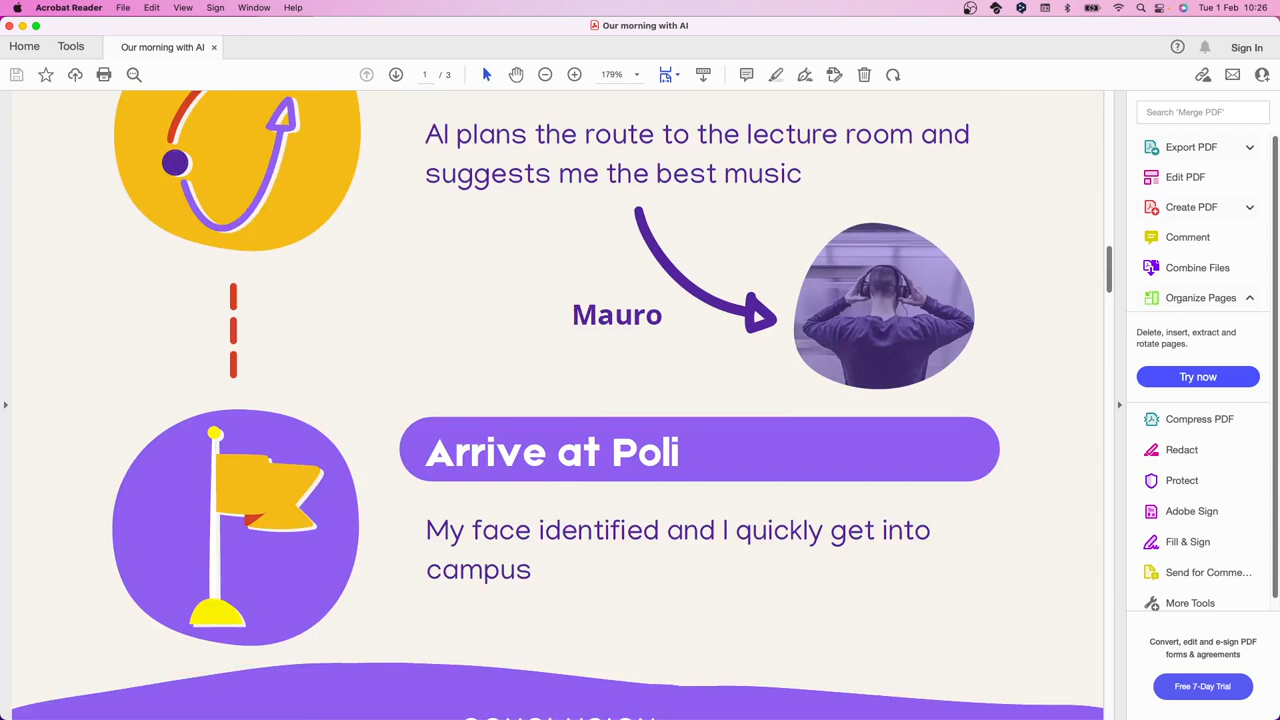 Acrobat Reader File Edit View Sign Window Help Tue 1 Feb 10:26
Our morning with AI
Home Tools Our morning with AI × Sign In
1 / 3 179%
AI plans the route to the lecture room and
suggests me the best music
Mauro
Arrive at Poli
My face identified and I quickly get into
campus
CONCLUSION
Search 'Merge PDF'
Export PDF
Edit PDF
Create PDF
Comment
Combine Files
Organize Pages
Delete, insert, extract and
rotate pages.
Try now
Compress PDF
Redact
Protect
Adobe Sign
Fill & Sign
Send for Comme...
More Tools
Convert, edit and e-sign PDF
forms & agreements
Free 7-Day Trial